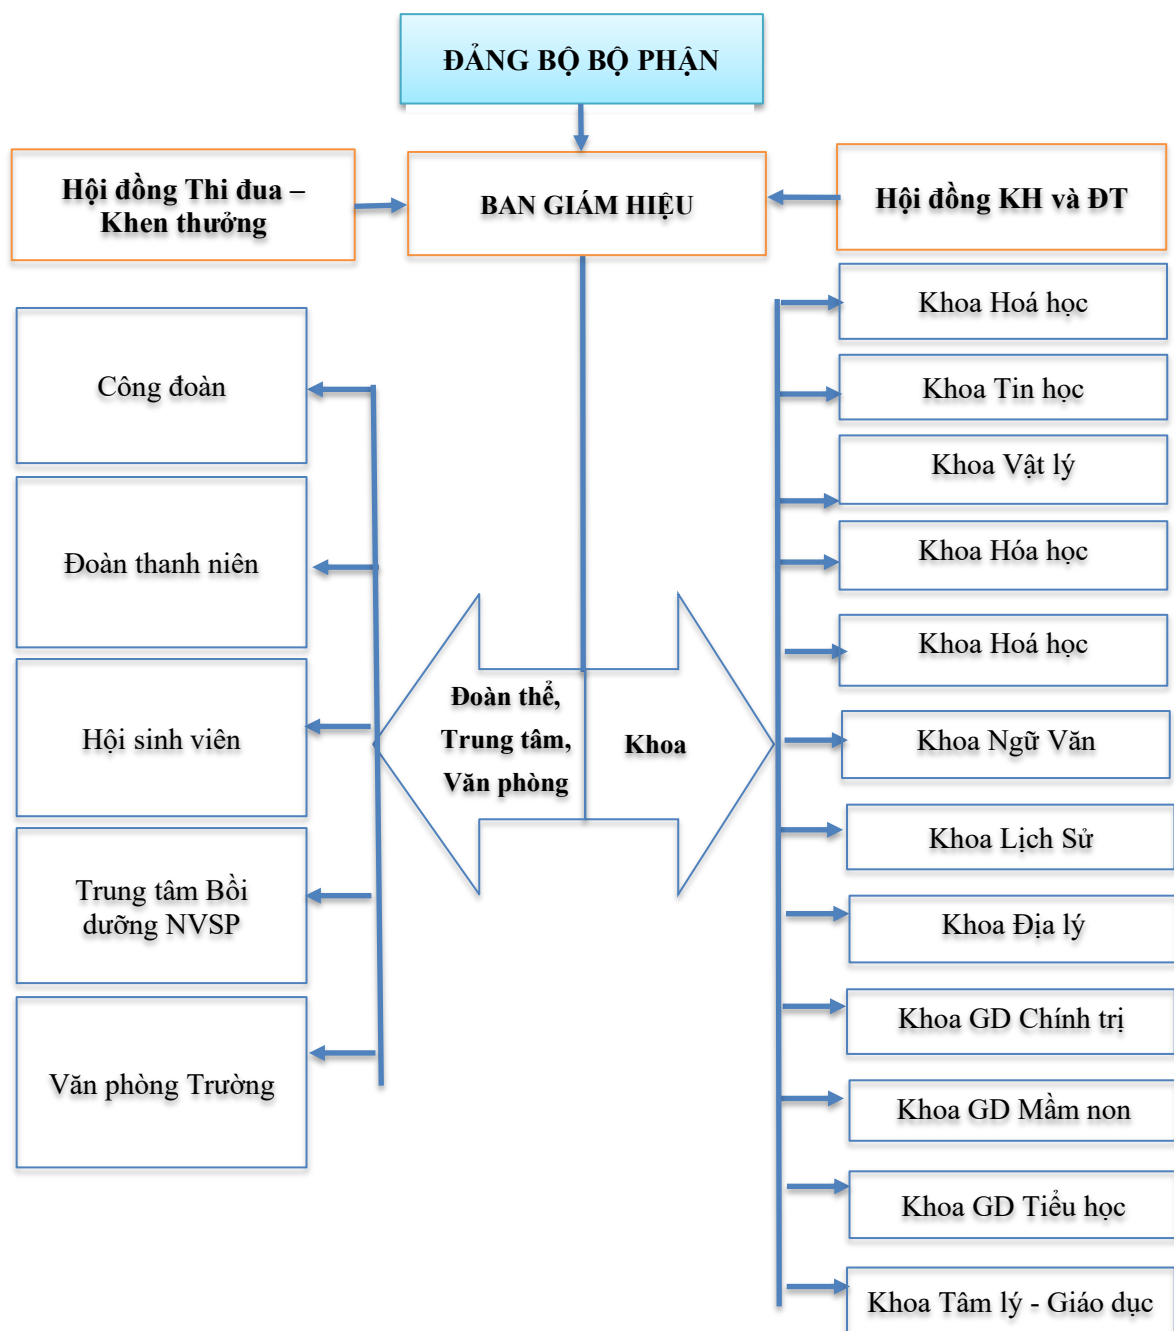 ĐẢNG BỘ BỘ PHẬN
Hội đồng Thi đua –
Khen thưởng
BAN GIÁM HIỆU
Hội đồng KH và ĐT
Công đoàn
Đoàn thanh niên
Hội sinh viên
Trung tâm Bồi
dưỡng NVSP
Văn phòng Trường
Đoàn thể,
Trung tâm,
Văn phòng
Khoa
Khoa Hoá học
Khoa Tin học
Khoa Vật lý
Khoa Hóa học
Khoa Hoá học
Khoa Ngữ Văn
Khoa Lịch Sử
Khoa Địa lý
Khoa GD Chính trị
Khoa GD Mầm non
Khoa GD Tiểu học
Khoa Tâm lý - Giáo dục